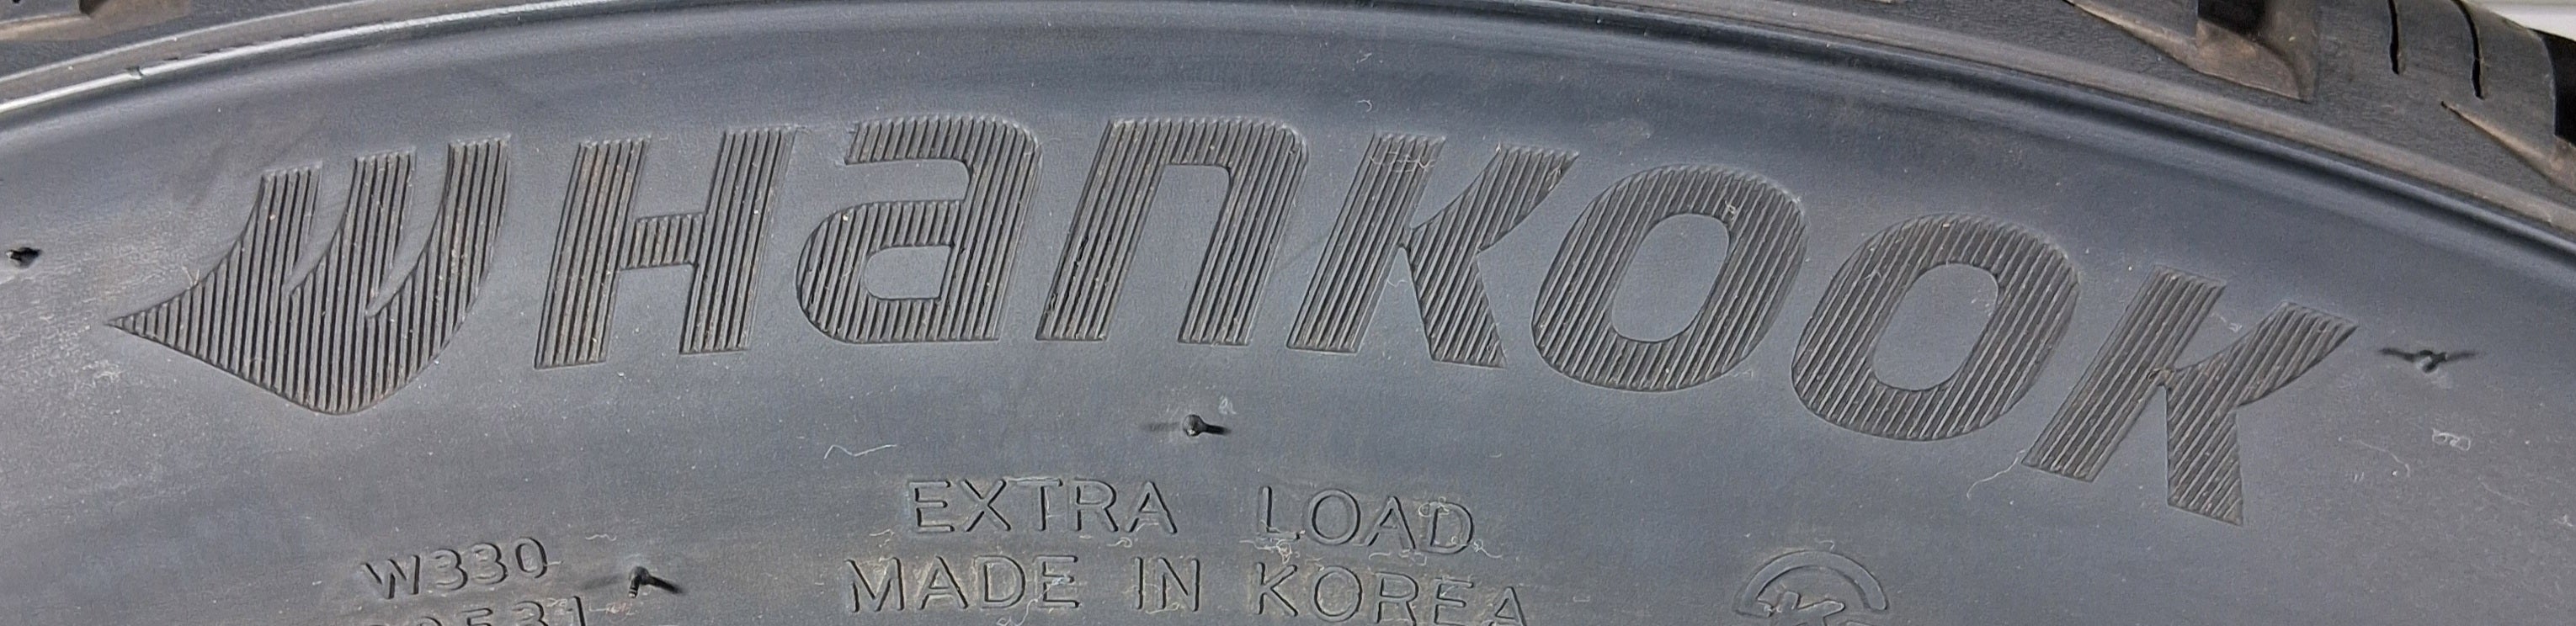 Hankook
EXTRA LOAD
W330
MADE IN KOREA